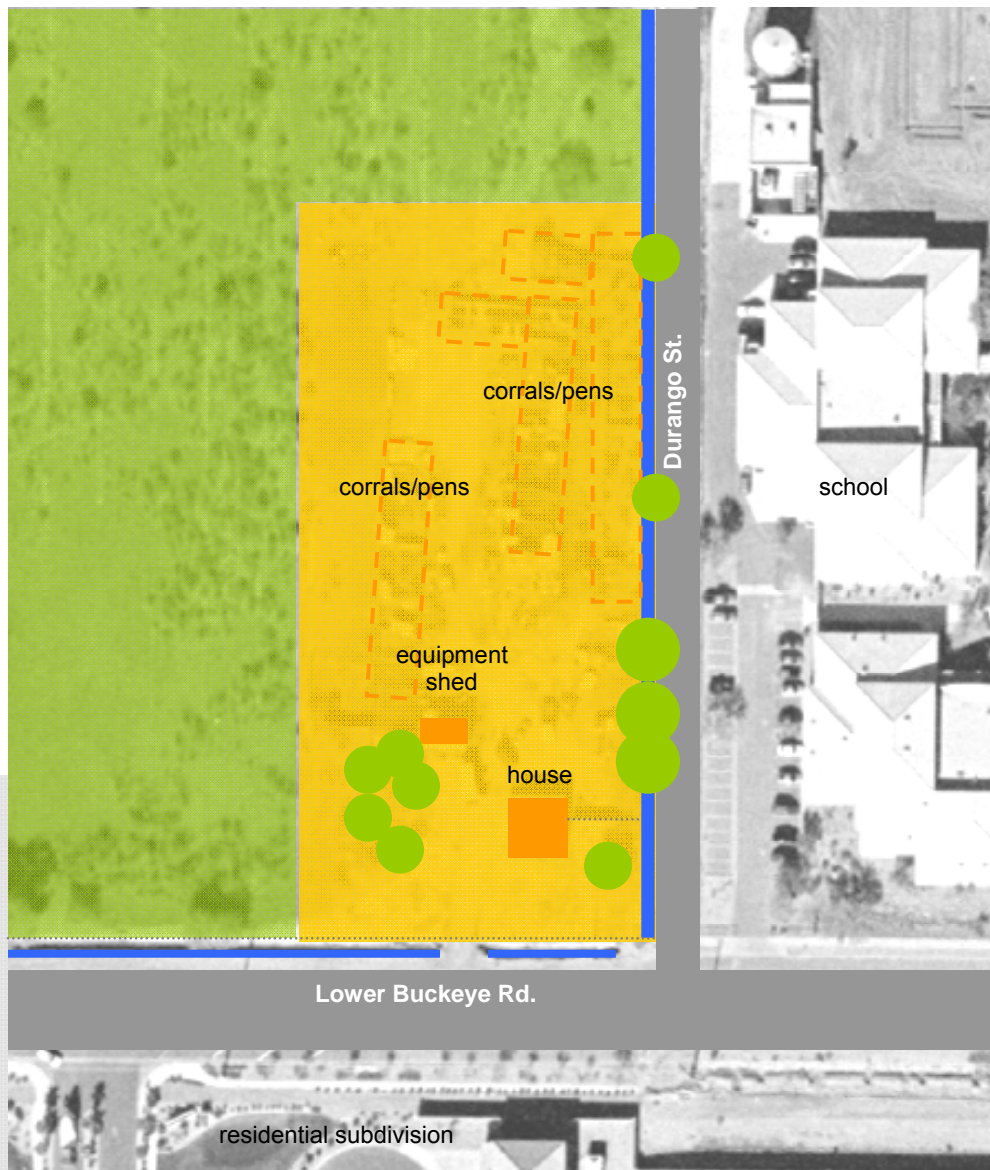 corrals/pens
Durango St.
corrals/pens
school
equipment
shed
house
Lower Buckeye Rd.
residential subdivision